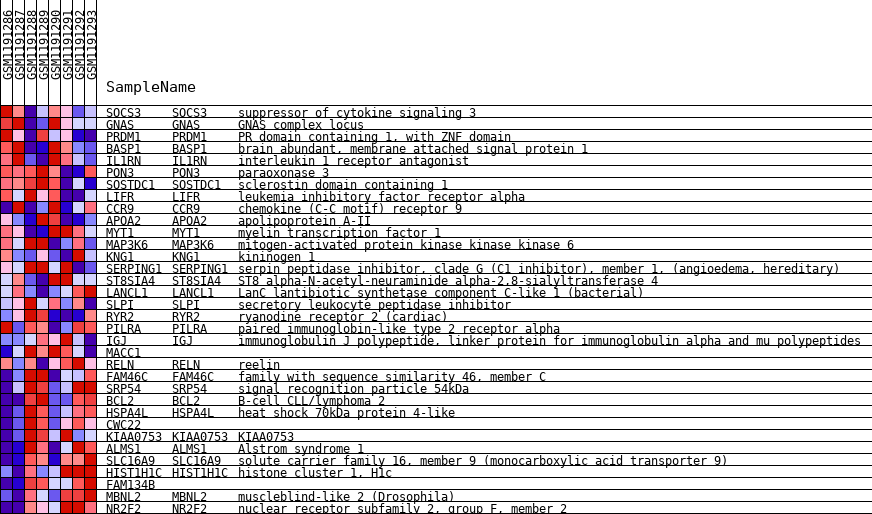 GSM1191286
GSM1191287
GSM1191288
GSM1191289
GSM1191290
GSM1191291
GSM1191292
GSM1191293
SampleName
SOCS3 SOCS3 suppressor of cytokine signaling 3
GNAS GNAS GNAS complex locus
PRDM1 PRDM1 PR domain containing 1, with ZNF domain
BASP1 BASP1 brain abundant, membrane attached signal protein 1
IL1RN IL1RN interleukin 1 receptor antagonist
PON3 PON3 paraoxonase 3
SOSTDC1 SOSTDC1 sclerostin domain containing 1
LIFR LIFR leukemia inhibitory factor receptor alpha
CCR9 CCR9 chemokine (C-C motif) receptor 9
APOA2 APOA2 apolipoprotein A-II
MYT1 MYT1 myelin transcription factor 1
MAP3K6 MAP3K6 mitogen-activated protein kinase kinase kinase 6
KNG1 KNG1 kininogen 1
SERPING1 SERPING1 serpin peptidase inhibitor, clade G (C1 inhibitor), member 1, (angioedema, hereditary)
ST8SIA4 ST8SIA4 ST8 alpha-N-acetyl-neuraminide alpha-2,8-sialyltransferase 4
LANCL1 LANCL1 LanC lantibiotic synthetase component C-like 1 (bacterial)
SLPI SLPI secretory leukocyte peptidase inhibitor
RYR2 RYR2 ryanodine receptor 2 (cardiac)
PILRA PILRA paired immunoglobin-like type 2 receptor alpha
IGJ IGJ immunoglobulin J polypeptide, linker protein for immunoglobulin alpha and mu polypeptides
MACC1
RELN RELN reelin
FAM46C FAM46C family with sequence similarity 46, member C
SRP54 SRP54 signal recognition particle 54kDa
BCL2 BCL2 B-cell CLL/lymphoma 2
HSPA4L HSPA4L heat shock 70kDa protein 4-like
CWC22
KIAA0753 KIAA0753 KIAA0753
ALMS1 ALMS1 Alstrom syndrome 1
SLC16A9 SLC16A9 solute carrier family 16, member 9 (monocarboxylic acid transporter 9)
HIST1H1C HIST1H1C histone cluster 1, H1c
FAM134B
MBNL2 MBNL2 muscleblind-like 2 (Drosophila)
NR2F2 NR2F2 nuclear receptor subfamily 2, group F, member 2